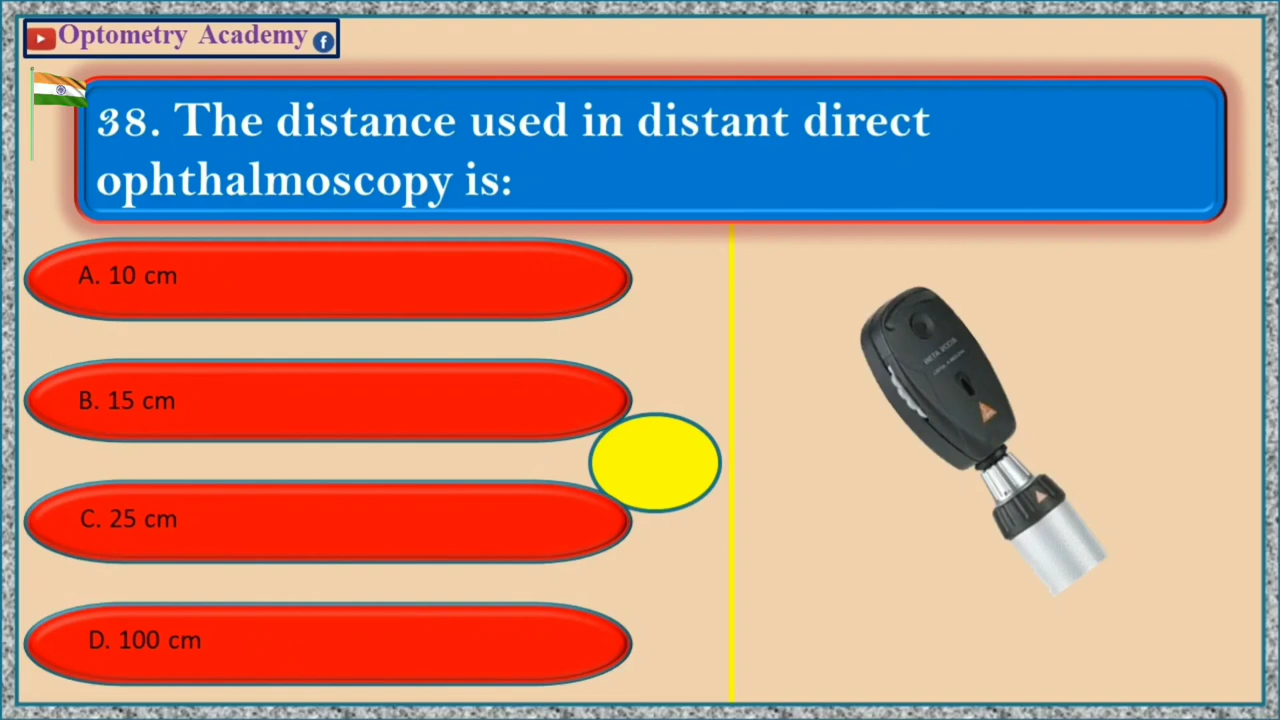 Optometry Academy
38. The distance used in distant direct
ophthalmoscopy is:
A. 10 cm
B. 15 cm
C. 25 cm
D. 100 cm